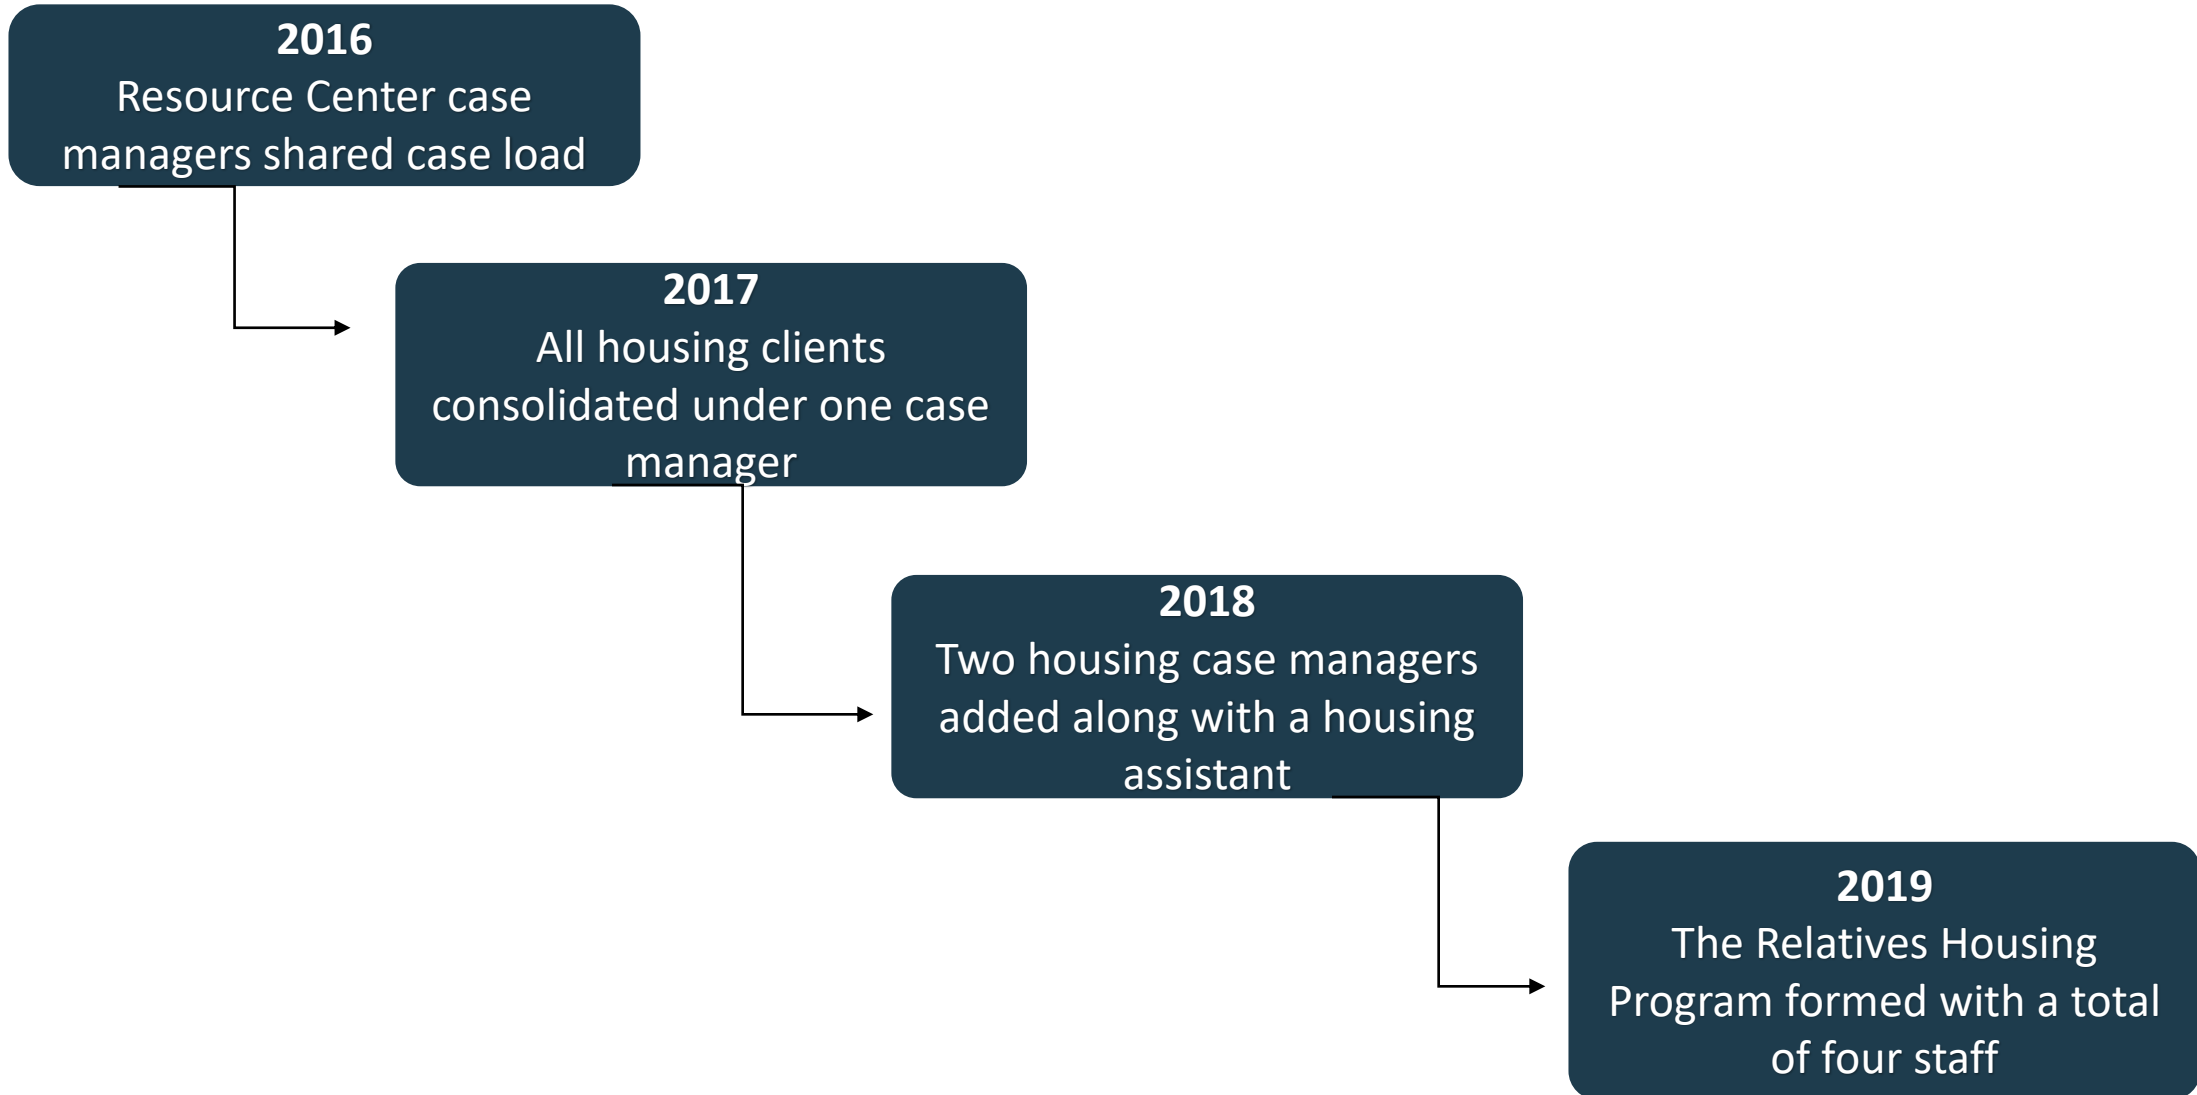 2016
Resource Center case
managers shared case load
2017
All housing clients
consolidated under one case
manager
2018
Two housing case managers
added along with a housing
assistant
2019
The Relatives Housing
Program formed with a total
of four staff